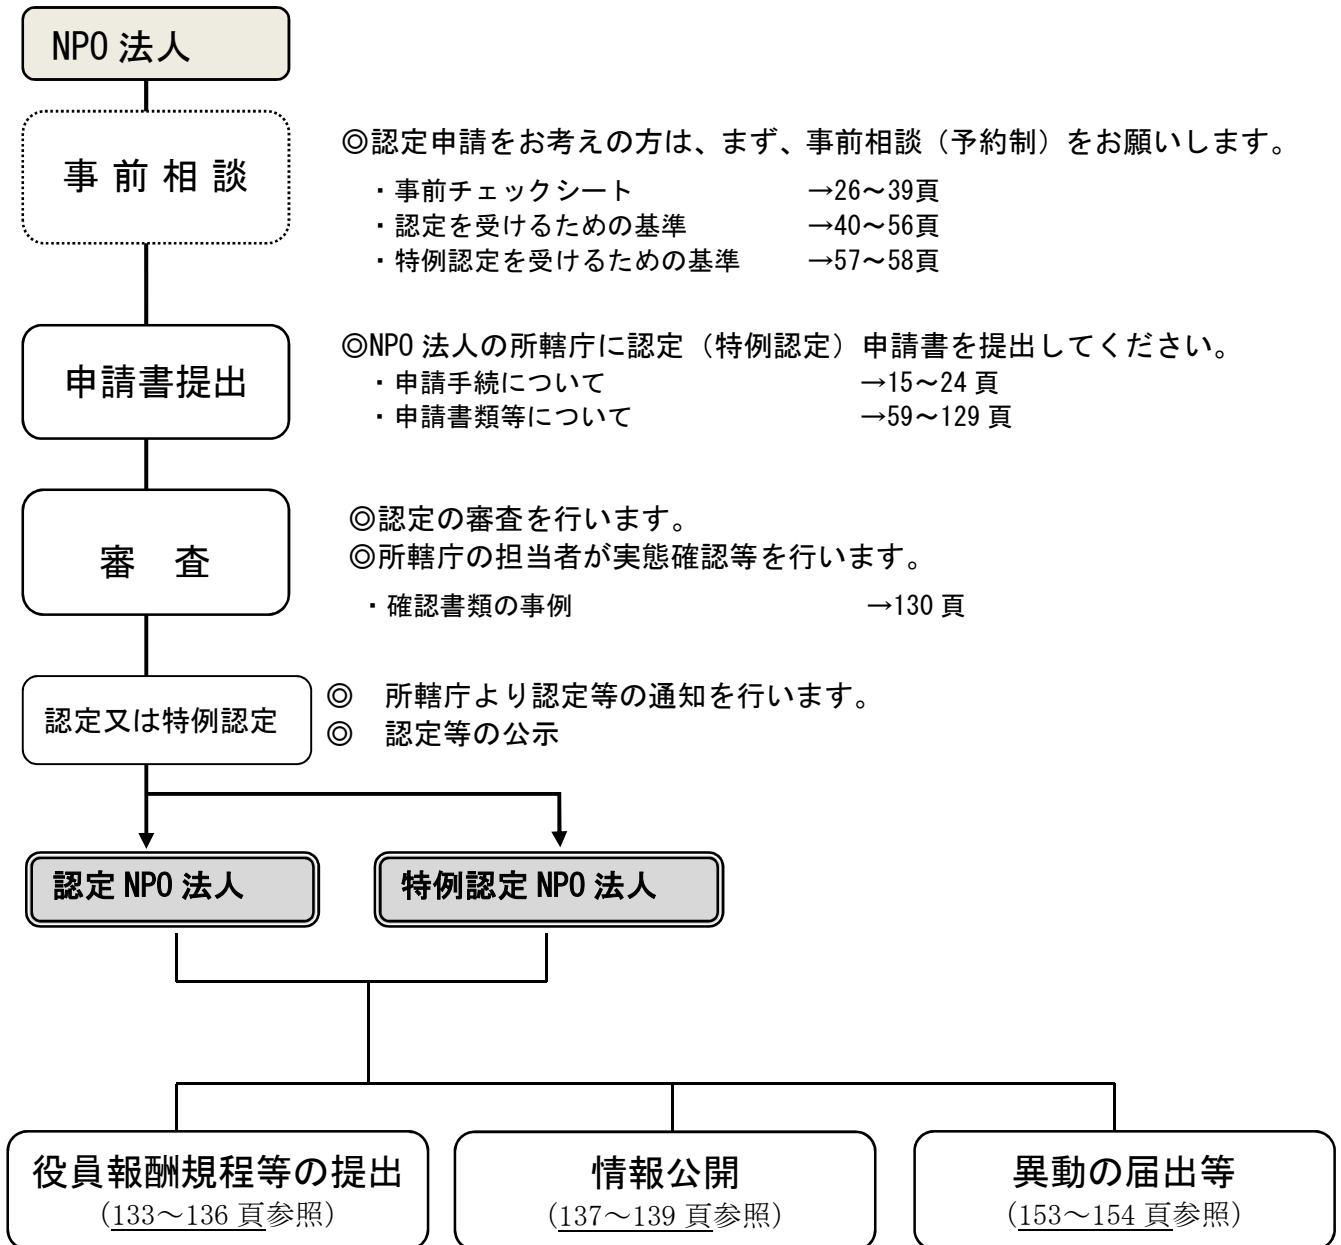 NPO 法人
事 前 相 談
◎認定申請をお考えの方は、まず、事前相談（予約制）をお願いします。
・事前チェックシート →26～39頁
・認定を受けるための基準 →40～56頁
・特例認定を受けるための基準 →57～58頁
申請書提出
◎NPO 法人の所轄庁に認定（特例認定）申請書を提出してください。
・申請手続について →15～24 頁
・申請書類等について →59～129 頁
審 査
◎認定の審査を行います。
◎所轄庁の担当者が実態確認等を行います。
・確認書類の事例 →130 頁
認定又は特例認定
◎ 所轄庁より認定等の通知を行います。
◎ 認定等の公示
認定 NPO 法人
特例認定 NPO 法人
役員報酬規程等の提出
（133～136 頁参照）
情報公開
（137～139 頁参照）
異動の届出等
（153～154 頁参照）